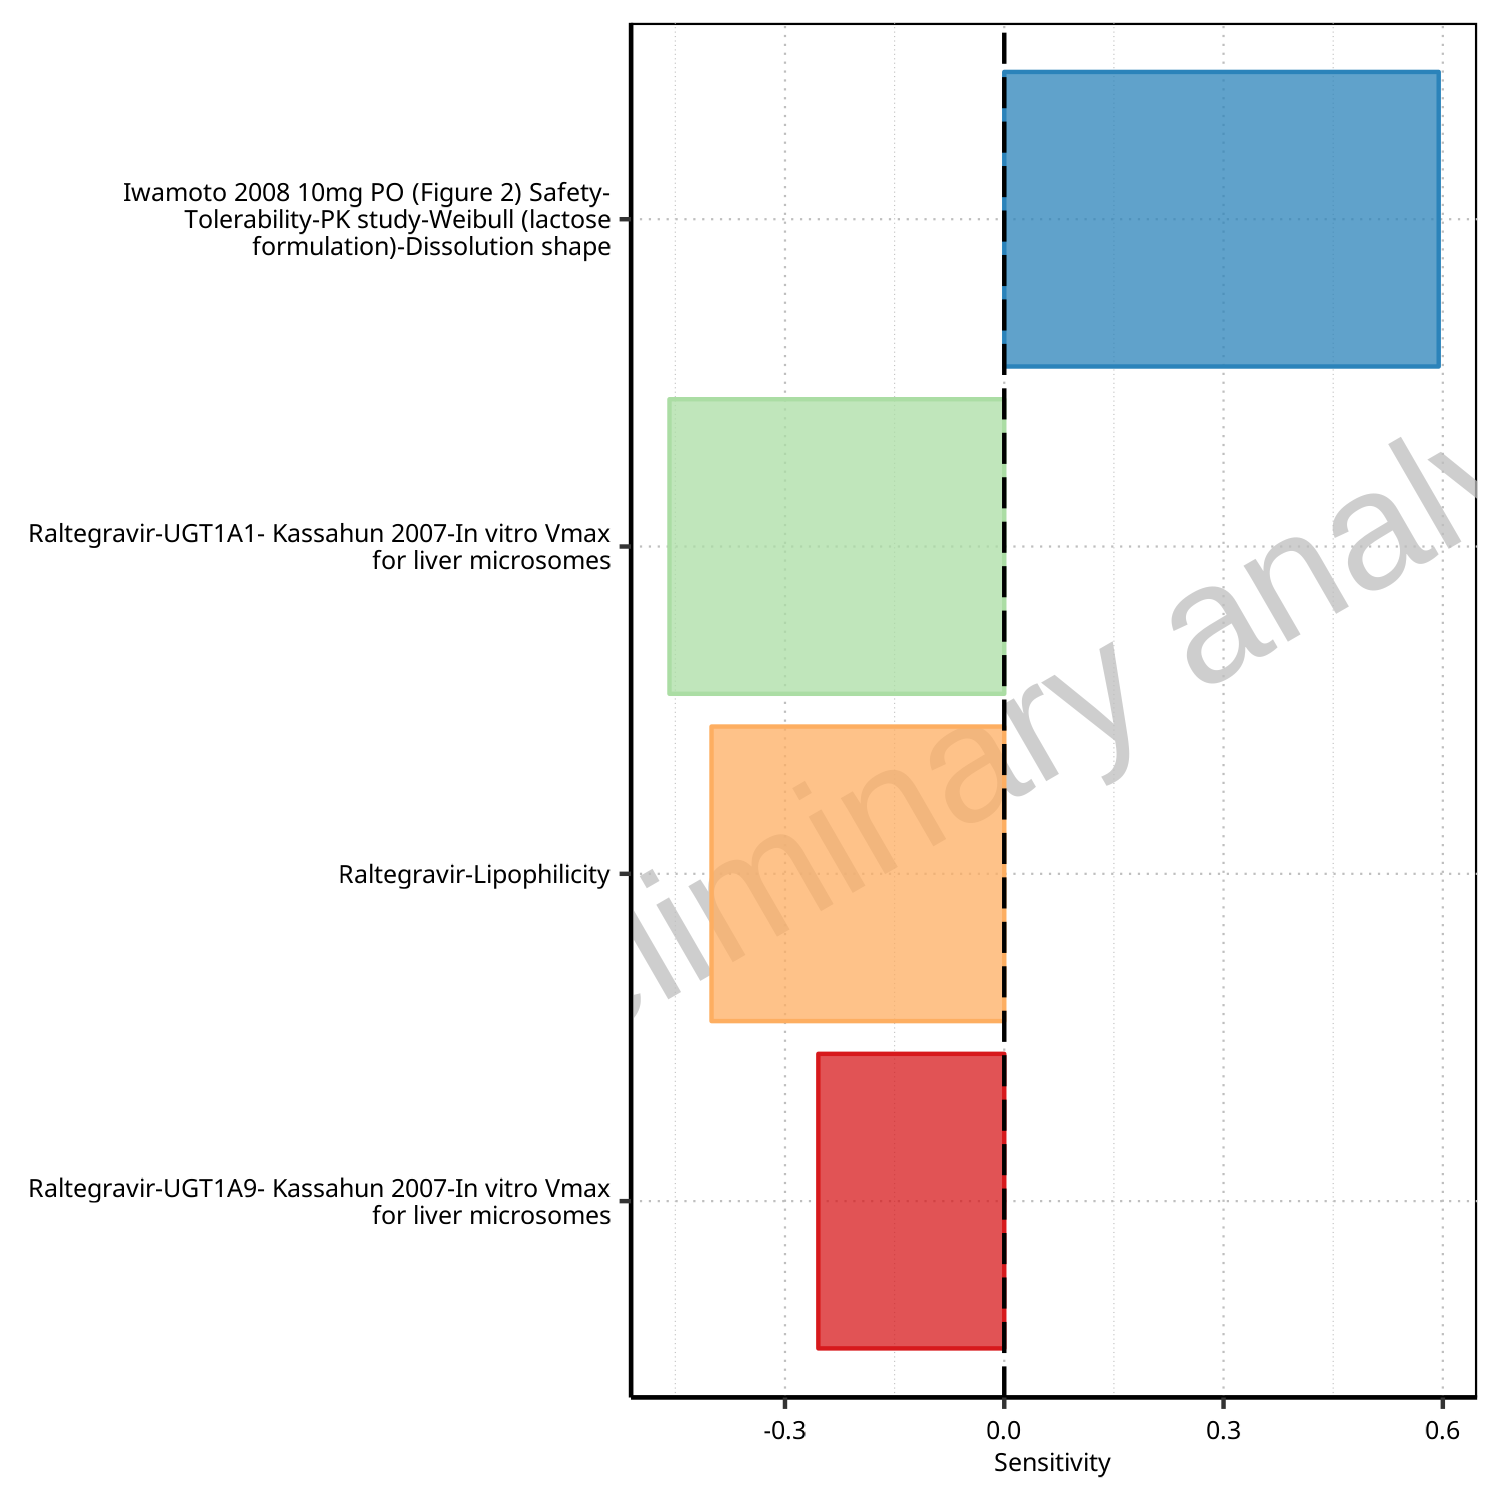 Iwamoto 2008 10mg PO (Figure 2) Safety-
Tolerability-PK study-Weibull (lactose
formulation)-Dissolution shape
Raltegravir-UGT1A1- Kassahun 2007-In vitro Vmax
for liver microsomes
Raltegravir-Lipophilicity
Raltegravir-UGT1A9- Kassahun 2007-In vitro Vmax
for liver microsomes
-0.3 0.0 0.3 0.6
Sensitivity